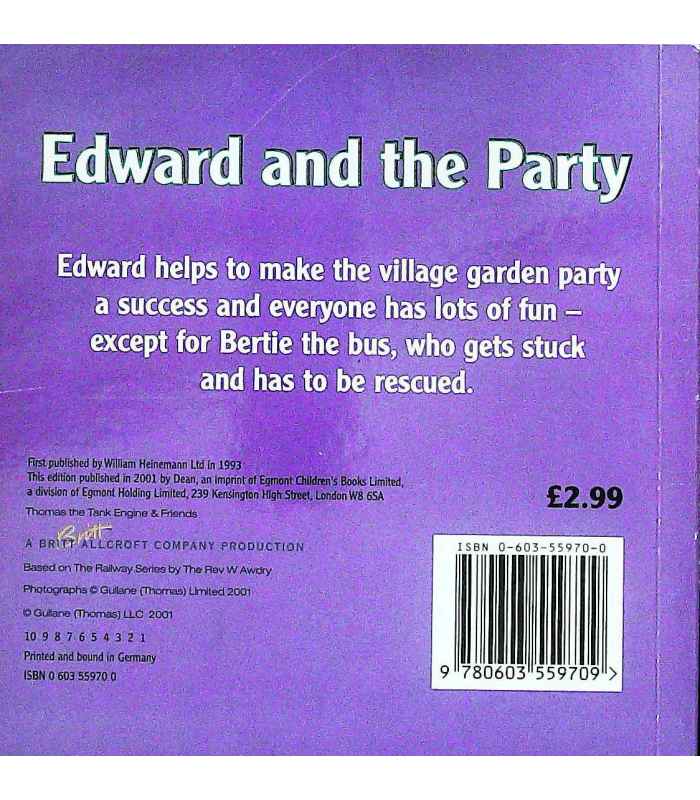 Edward and the Party
Edward helps to make the village garden party
a success and everyone has lots of fun –
except for Bertie the bus, who gets stuck
and has to be rescued.
First published by William Heinemann Ltd in 1993
This edition published in 2001 by Dean, an imprint of Egmont Children's Books Limited,
a division of Egmont Holding Limited, 239 Kensington High Street, London W8 6SA
£2.99
Thomas the Tank Engine & Friends
Britt
A BRITT ALLCROFT COMPANY PRODUCTION
Based on The Railway Series by The Rev W Awdry
Photographs © Gullane (Thomas) Limited 2001
© Gullane (Thomas) LLC 2001
10 9 8 7 6 5 4 3 2 1
Printed and bound in Germany
ISBN 0 603 55970 0
ISBN 0-603-55970-0
9 780603 559709 >